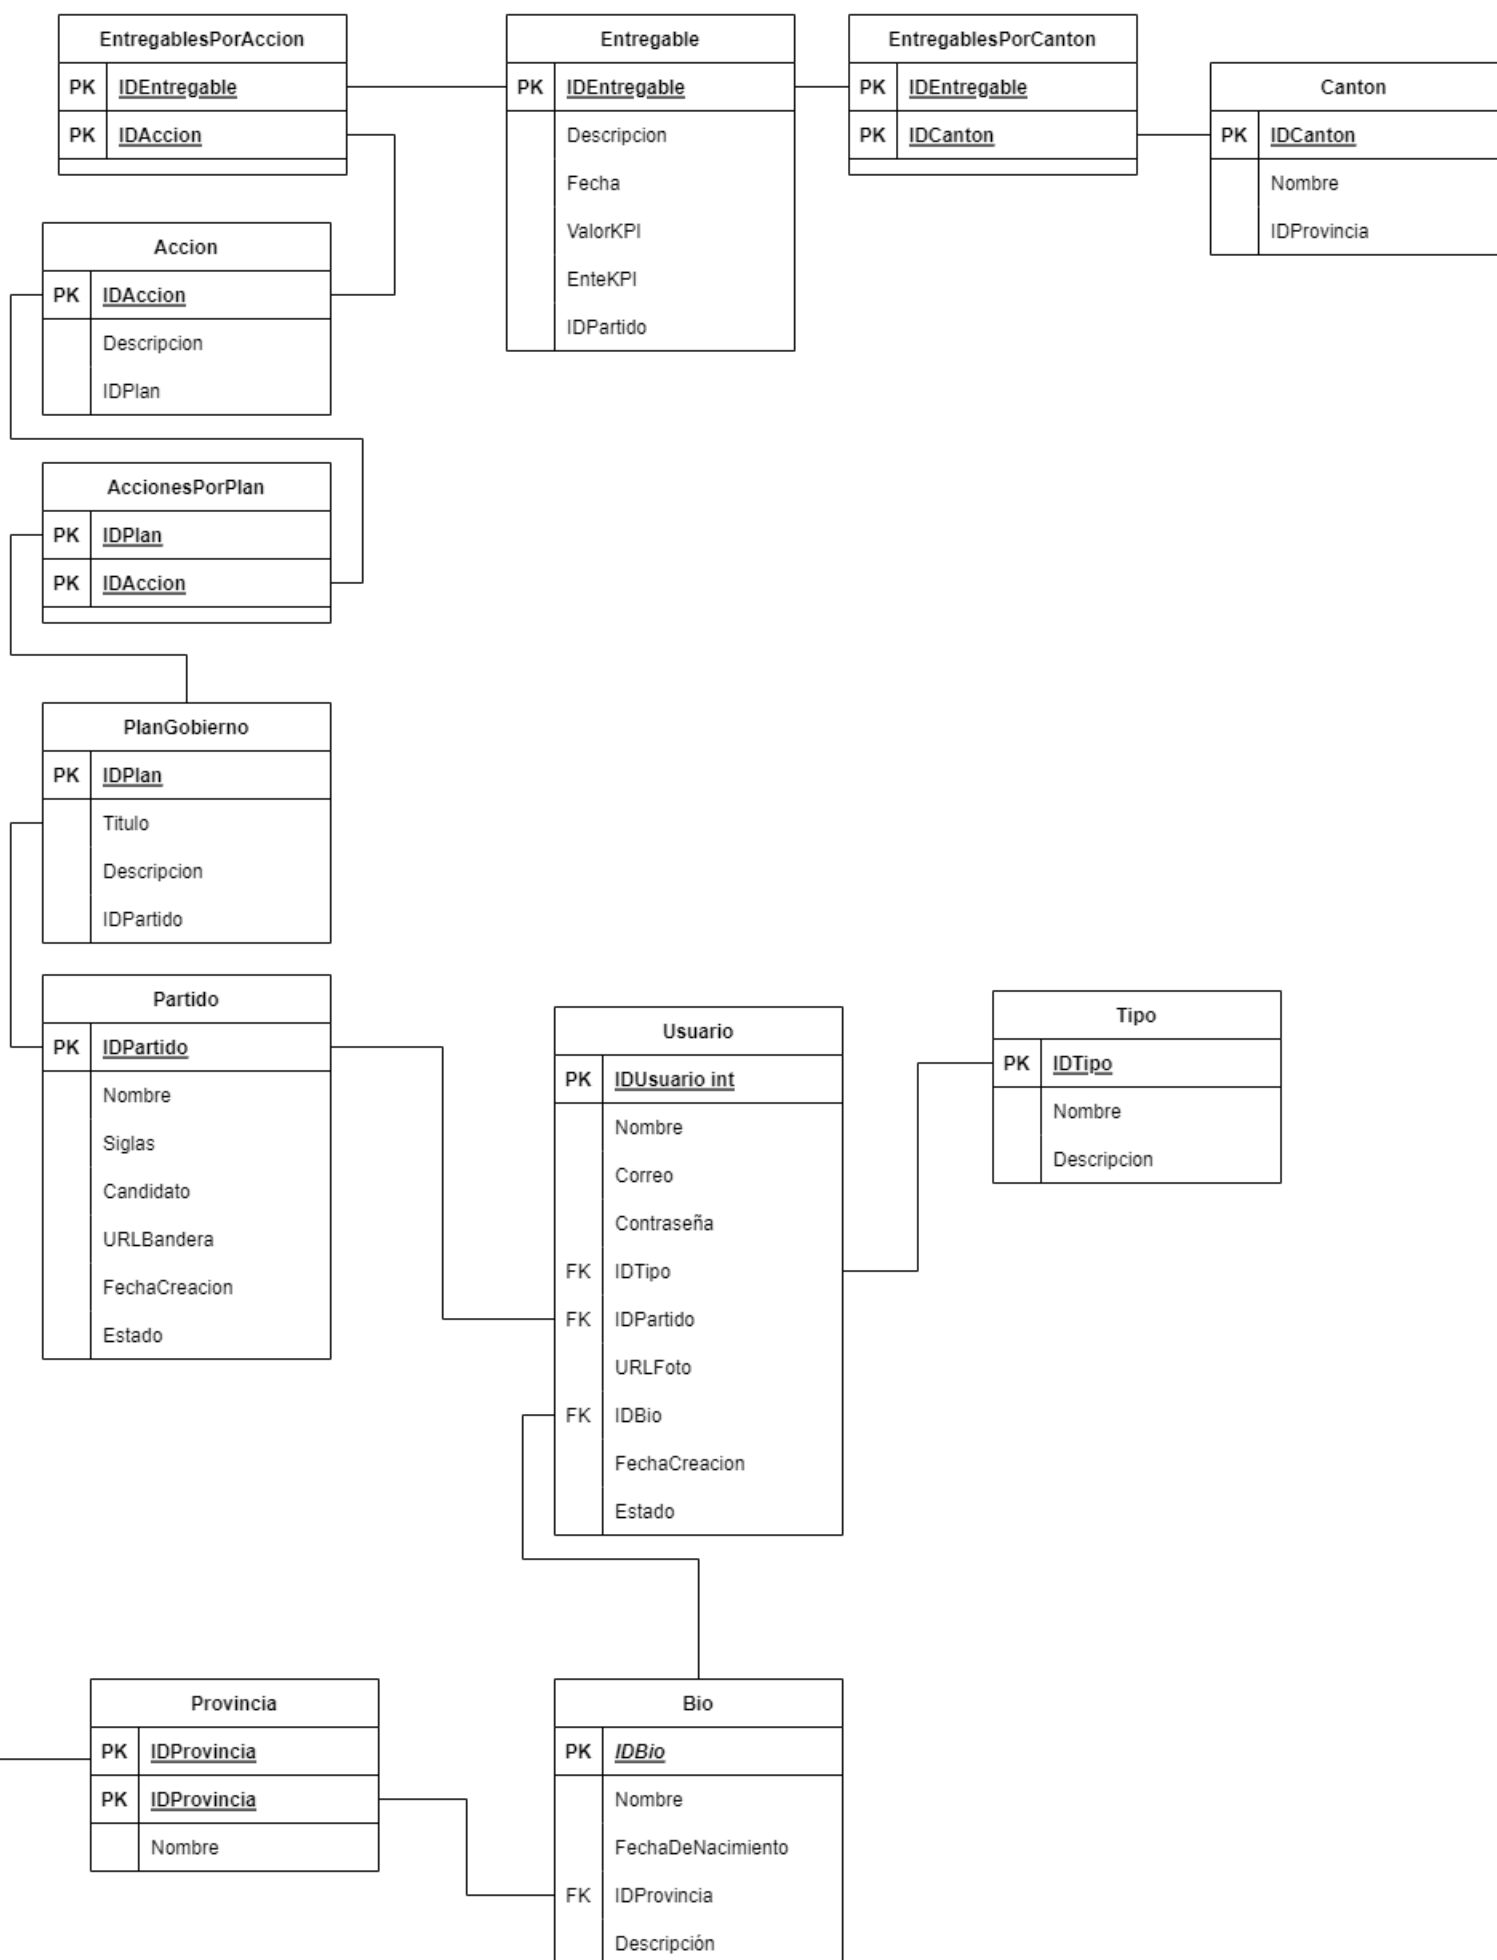 EntregablesPorAccion
PK IDEntregable
PK IDAccion
Entregable
PK IDEntregable
Descripcion
Fecha
ValorKPI
EnteKPI
IDPartido
EntregablesPorCanton
PK IDEntregable
PK IDCanton
Canton
PK IDCanton
Nombre
IDProvincia
Accion
PK IDAccion
Descripcion
IDPlan
AccionesPorPlan
PK IDPlan
PK IDAccion
PlanGobierno
PK IDPlan
Titulo
Descripcion
IDPartido
Partido
PK IDPartido
Nombre
Siglas
Candidato
URLBandera
FechaCreacion
Estado
Usuario
PK IDUsuario int
Nombre
Correo
Contraseña
FK IDTipo
FK IDPartido
URLFoto
FK IDBio
FechaCreacion
Estado
Tipo
PK IDTipo
Nombre
Descripcion
Provincia
PK IDProvincia
PK IDProvincia
Nombre
Bio
PK IDBio
Nombre
FechaDeNacimiento
FK IDProvincia
Descripción